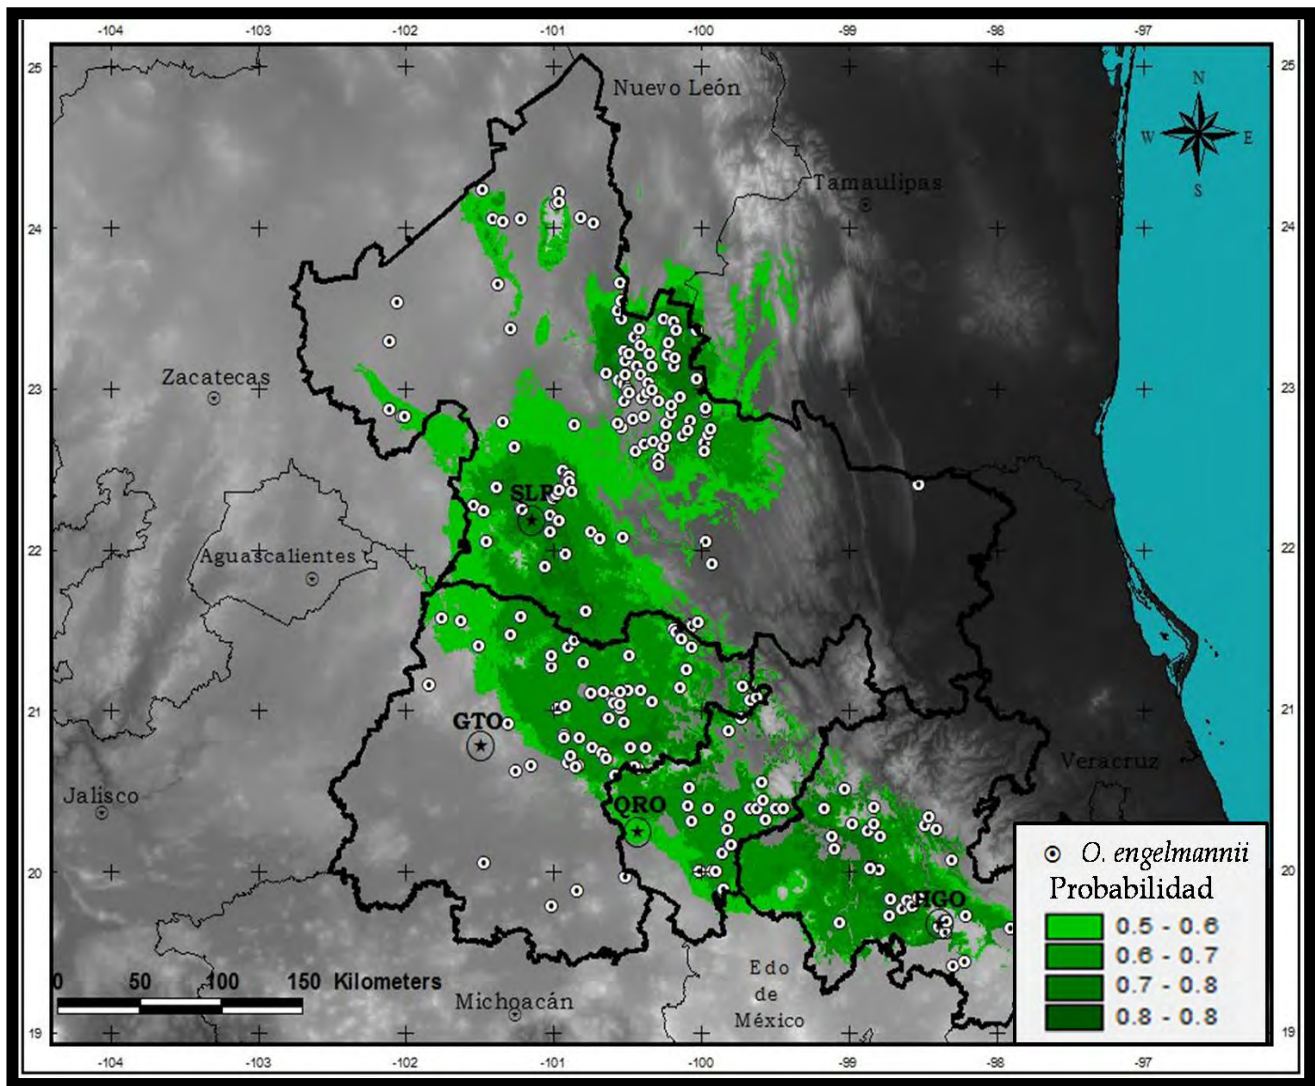 -104 -103 -102 -101 -100 -99 -98 -97
25 25
Nuevo León
N
W E
S
Tamaulipas
24 24
23 23
Zacatecas
SLP
22 22
Aguascalientes
21 21
GTO
Veracruz
Jalisco
QRO
20 20
HGO
O. engelmannii
Probabilidad
0.5 - 0.6
0.6 - 0.7
0.7 - 0.8
0.8 - 0.8
0 50 100 150 Kilometers
Michoacán
Edo
de
México
19 19
-104 -103 -102 -101 -100 -99 -98 -97